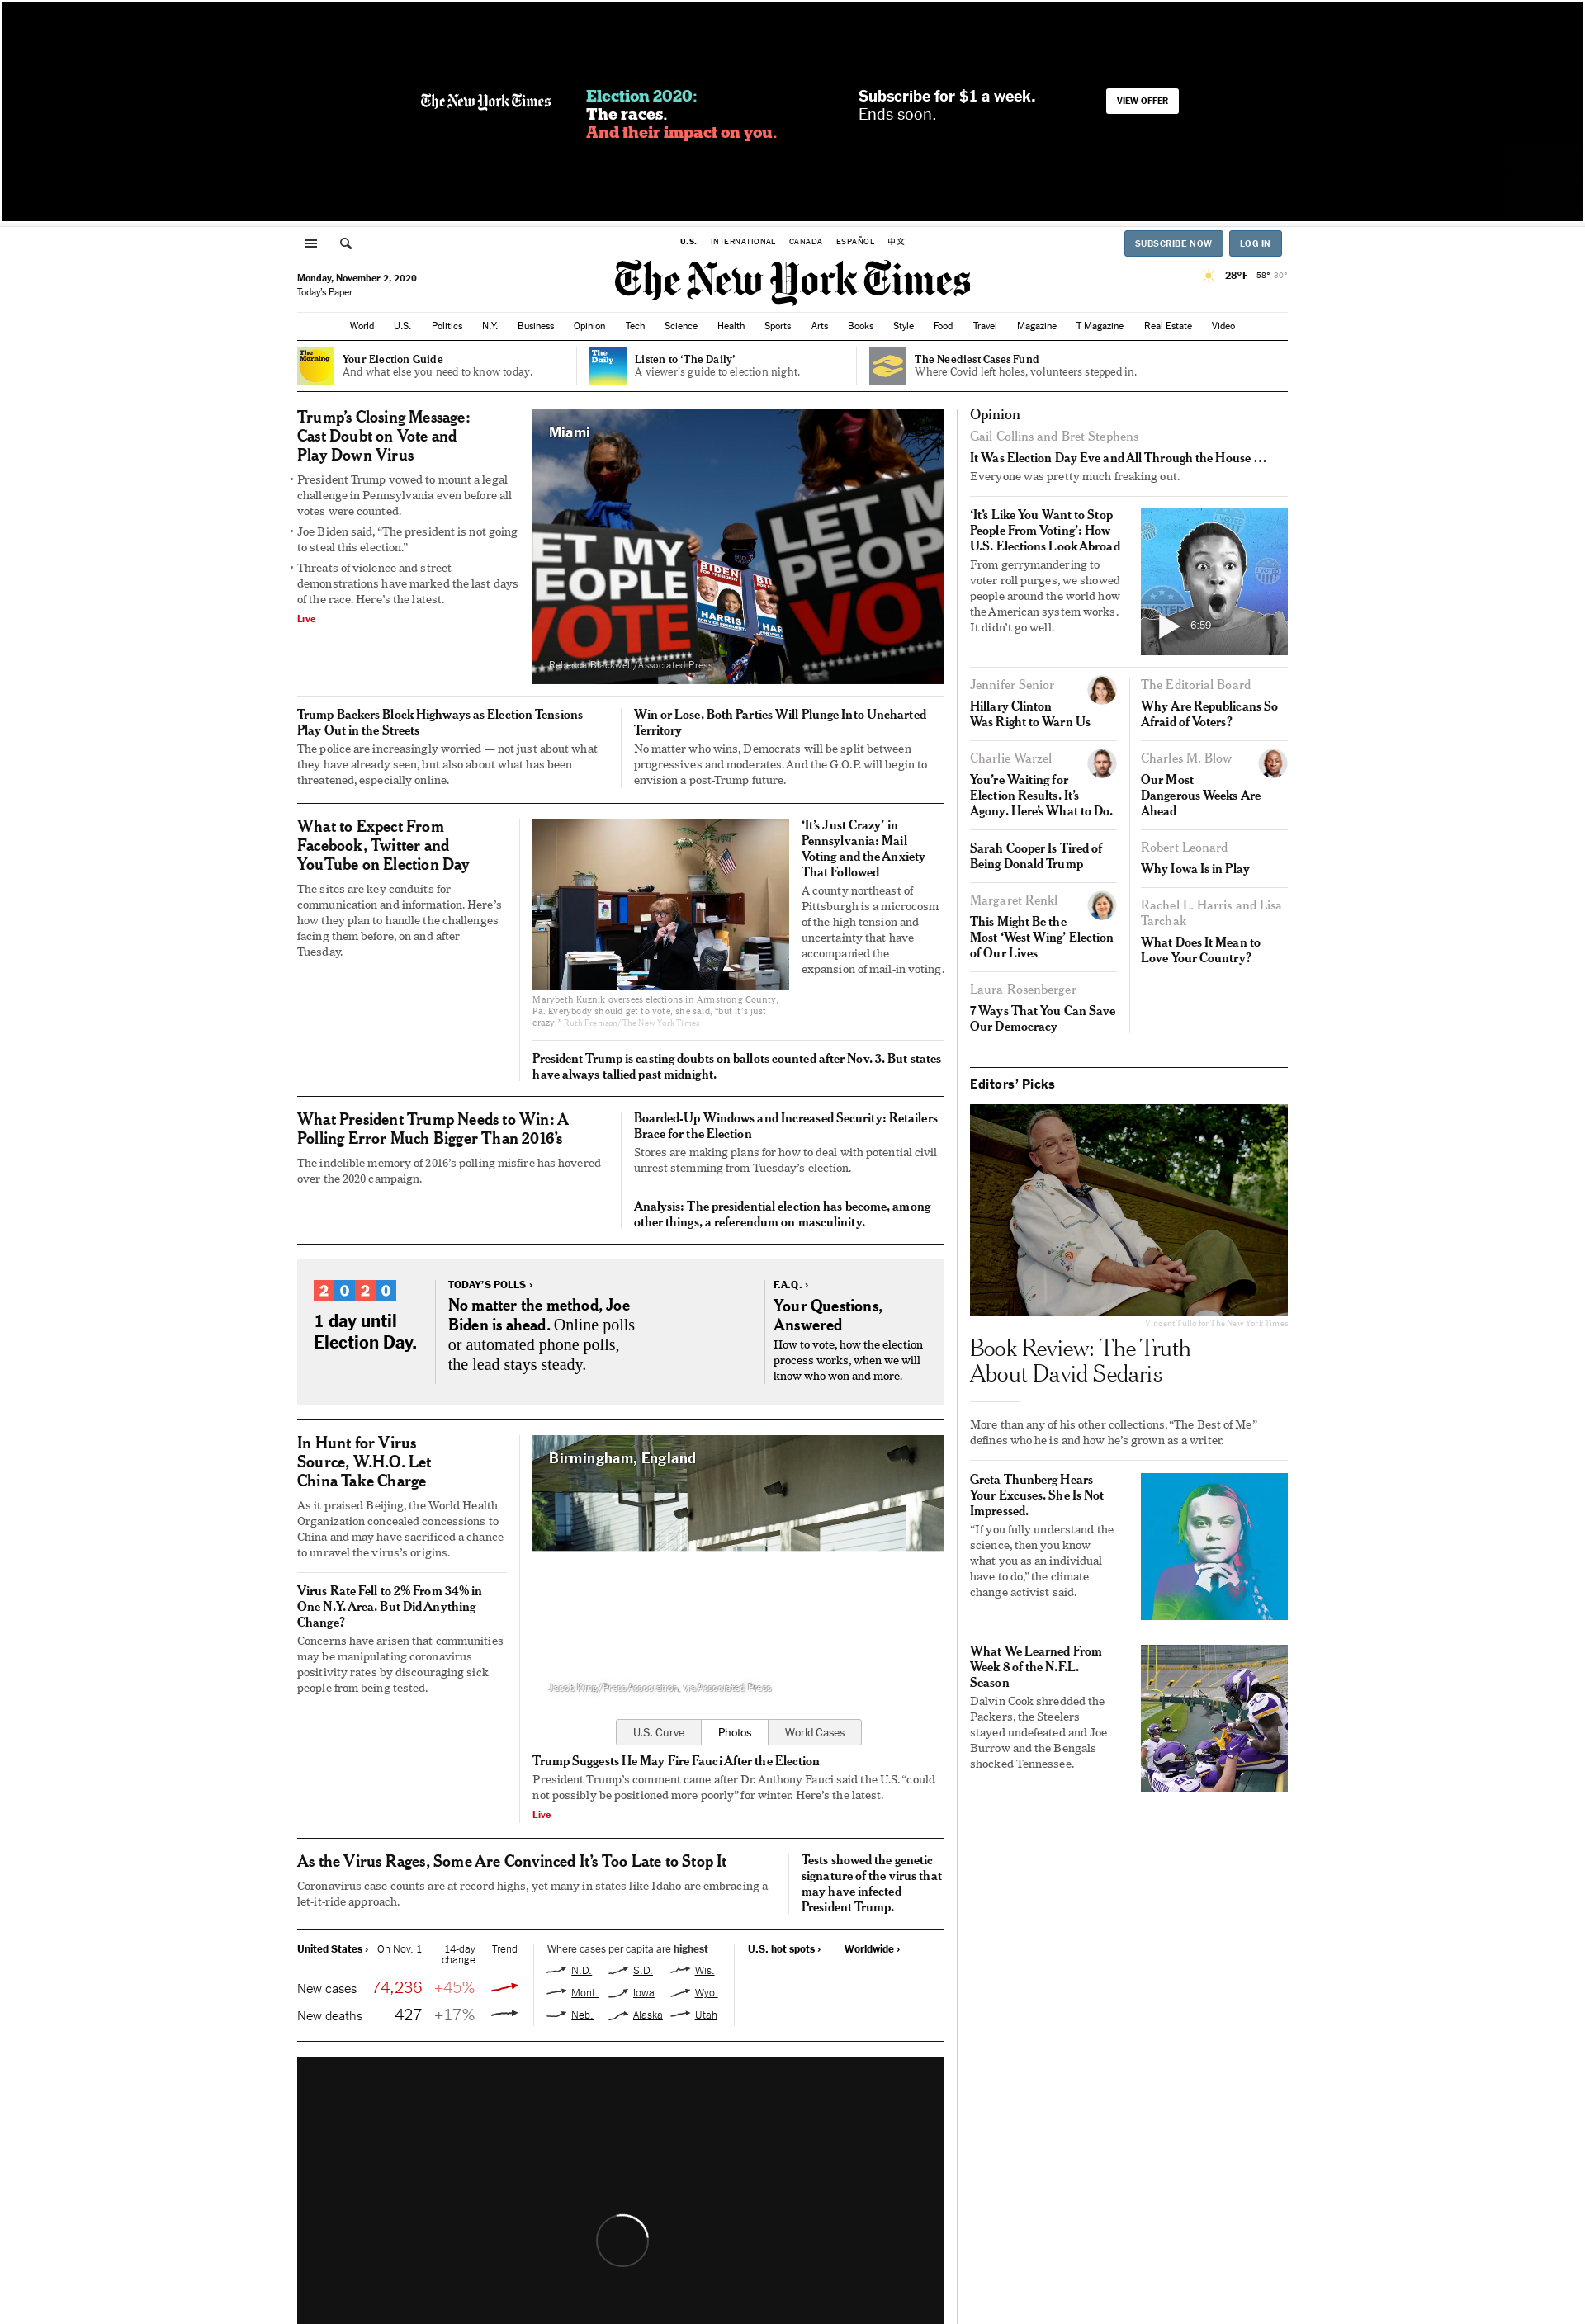 The New York Times
Election 2020:
The races.
And their impact on you.
Subscribe for $1 a week.
Ends soon.
VIEW OFFER
U.S. INTERNATIONAL CANADA ESPAÑOL 中文
SUBSCRIBE NOW LOG IN
Monday, November 2, 2020
Today's Paper
The New York Times
28°F 58° 30°
World U.S. Politics N.Y. Business Opinion Tech Science Health Sports Arts Books Style Food Travel Magazine T Magazine Real Estate Video
The Morning
Your Election Guide
And what else you need to know today.
The Daily
Listen to ‘The Daily’
A viewer's guide to election night.
The Neediest Cases Fund
Where Covid left holes, volunteers stepped in.
Trump’s Closing Message:
Cast Doubt on Vote and
Play Down Virus
• President Trump vowed to mount a legal
challenge in Pennsylvania even before all
votes were counted.
• Joe Biden said, “The president is not going
to steal this election.”
• Threats of violence and street
demonstrations have marked the last days
of the race. Here’s the latest.
Live
Miami
ET MY
PEOPLE
VOTE
LET M
PEOPL
VOT
BIDEN
HARRIS
Rebecca Blackwell/Associated Press
Trump Backers Block Highways as Election Tensions
Play Out in the Streets
The police are increasingly worried — not just about what
they have already seen, but also about what has been
threatened, especially online.
Win or Lose, Both Parties Will Plunge Into Uncharted
Territory
No matter who wins, Democrats will be split between
progressives and moderates. And the G.O.P. will begin to
envision a post-Trump future.
What to Expect From
Facebook, Twitter and
YouTube on Election Day
The sites are key conduits for
communication and information. Here’s
how they plan to handle the challenges
facing them before, on and after
Tuesday.
Marybeth Kuznik oversees elections in Armstrong County,
Pa. Everybody should get to vote, she said, “but it’s just
crazy.” Ruth Fremson/The New York Times
‘It’s Just Crazy’ in
Pennsylvania: Mail
Voting and the Anxiety
That Followed
A county northeast of
Pittsburgh is a microcosm
of the high tension and
uncertainty that have
accompanied the
expansion of mail-in voting.
President Trump is casting doubts on ballots counted after Nov. 3. But states
have always tallied past midnight.
What President Trump Needs to Win: A
Polling Error Much Bigger Than 2016’s
The indelible memory of 2016’s polling misfire has hovered
over the 2020 campaign.
Boarded-Up Windows and Increased Security: Retailers
Brace for the Election
Stores are making plans for how to deal with potential civil
unrest stemming from Tuesday’s election.
Analysis: The presidential election has become, among
other things, a referendum on masculinity.
2020
1 day until
Election Day.
TODAY’S POLLS ›
No matter the method, Joe
Biden is ahead. Online polls
or automated phone polls,
the lead stays steady.
F.A.Q. ›
Your Questions,
Answered
How to vote, how the election
process works, when we will
know who won and more.
In Hunt for Virus
Source, W.H.O. Let
China Take Charge
As it praised Beijing, the World Health
Organization concealed concessions to
China and may have sacrificed a chance
to unravel the virus’s origins.
Virus Rate Fell to 2% From 34% in
One N.Y. Area. But Did Anything
Change?
Concerns have arisen that communities
may be manipulating coronavirus
positivity rates by discouraging sick
people from being tested.
Birmingham, England
Jacob King/Press Association, via Associated Press
U.S. Curve Photos World Cases
Trump Suggests He May Fire Fauci After the Election
President Trump’s comment came after Dr. Anthony Fauci said the U.S. “could
not possibly be positioned more poorly” for winter. Here’s the latest.
Live
As the Virus Rages, Some Are Convinced It’s Too Late to Stop It
Coronavirus case counts are at record highs, yet many in states like Idaho are embracing a
let-it-ride approach.
Tests showed the genetic
signature of the virus that
may have infected
President Trump.
United States › On Nov. 1 14-day change Trend
New cases 74,236 +45%
New deaths 427 +17%
Where cases per capita are highest
N.D. S.D. Wis.
Mont. Iowa Wyo.
Neb. Alaska Utah
U.S. hot spots › Worldwide ›
Opinion
Gail Collins and Bret Stephens
It Was Election Day Eve and All Through the House …
Everyone was pretty much freaking out.
‘It’s Like You Want to Stop
People From Voting’: How
U.S. Elections Look Abroad
From gerrymandering to
voter roll purges, we showed
people around the world how
the American system works.
It didn’t go well.
VOTED
6:59
Jennifer Senior
Hillary Clinton
Was Right to Warn Us
Charlie Warzel
You’re Waiting for
Election Results. It’s
Agony. Here’s What to Do.
Sarah Cooper Is Tired of
Being Donald Trump
Margaret Renkl
This Might Be the
Most ‘West Wing’ Election
of Our Lives
Laura Rosenberger
7 Ways That You Can Save
Our Democracy
The Editorial Board
Why Are Republicans So
Afraid of Voters?
Charles M. Blow
Our Most
Dangerous Weeks Are
Ahead
Robert Leonard
Why Iowa Is in Play
Rachel L. Harris and Lisa
Tarchak
What Does It Mean to
Love Your Country?
Editors’ Picks
Vincent Tullo for The New York Times
Book Review: The Truth
About David Sedaris
More than any of his other collections, “The Best of Me”
defines who he is and how he’s grown as a writer.
Greta Thunberg Hears
Your Excuses. She Is Not
Impressed.
“If you fully understand the
science, then you know
what you as an individual
have to do,” the climate
change activist said.
What We Learned From
Week 8 of the N.F.L.
Season
Dalvin Cook shredded the
Packers, the Steelers
stayed undefeated and Joe
Burrow and the Bengals
shocked Tennessee.